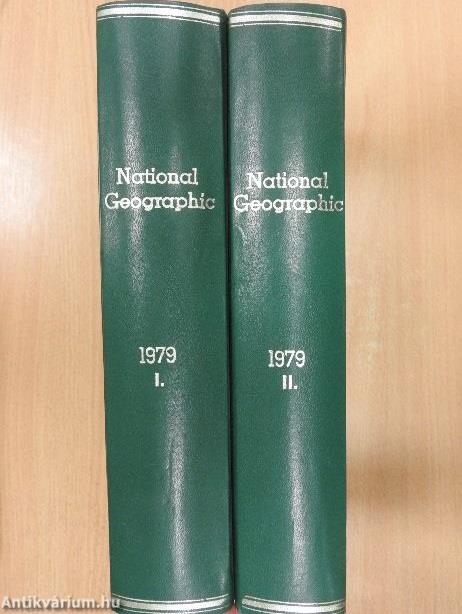 National
Geographic
1979
I.
National
Geographic
1979
II.
Antikvárium.hu